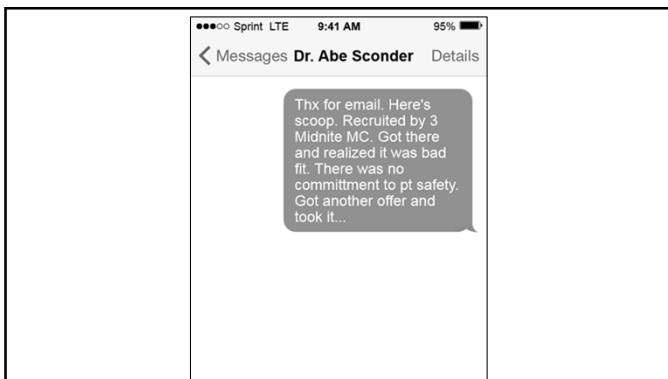 Sprint LTE 9:41 AM 95%
Messages Dr. Abe Sconder Details
Thx for email. Here's
scoop. Recruited by 3
Midnite MC. Got there
and realized it was bad
fit. There was no
committment to pt safety.
Got another offer and
took it...